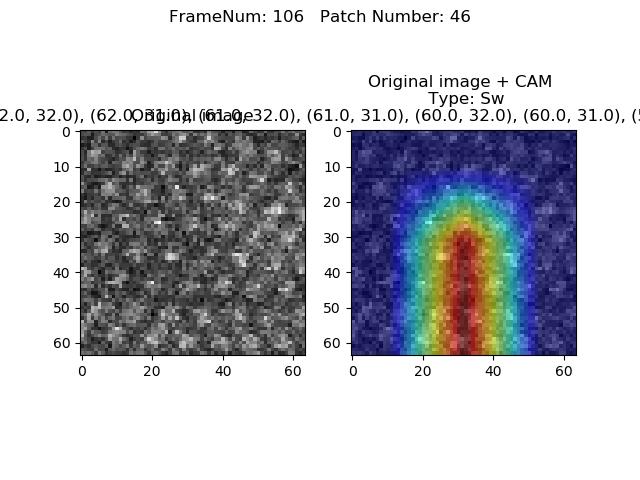 FrameNum: 106   Patch Number: 46
Original image + CAM
Type: Sw
2.0, 32.0), (62.0, 31.0), (61.0, 32.0), (61.0, 31.0), (60.0, 32.0), (60.0, 31.0), (5
Original image
0
10
20
30
40
50
60
0 20 40 60
0
10
20
30
40
50
60
0 20 40 60